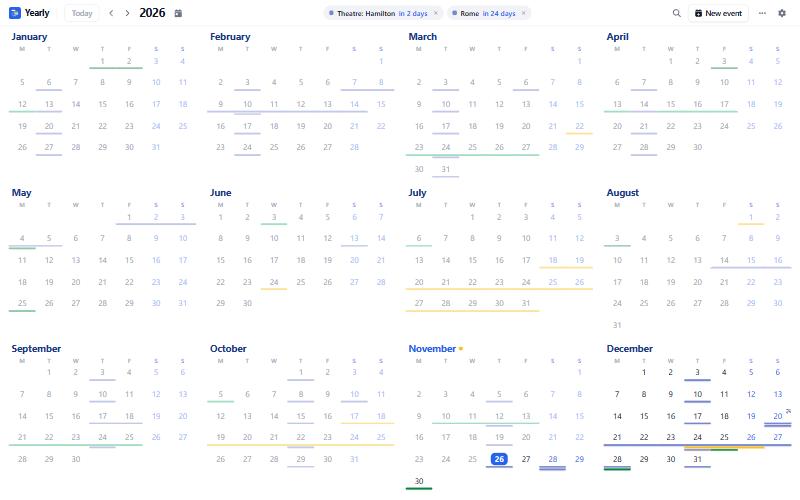 Yearly Today 2026 Theatre: Hamilton in 2 days × Rome in 24 days × New event
January February March April
M T W T F S S M T W T F S S M T W T F S S M T W T F S S
1 2 3 4 1 1 1 2 3 4 5
5 6 7 8 9 10 11 2 3 4 5 6 7 8 2 3 4 5 6 7 8 6 7 8 9 10 11 12
12 13 14 15 16 17 18 9 10 11 12 13 14 15 9 10 11 12 13 14 15 13 14 15 16 17 18 19
19 20 21 22 23 24 25 16 17 18 19 20 21 22 16 17 18 19 20 21 22 20 21 22 23 24 25 26
26 27 28 29 30 31 23 24 25 26 27 28 23 24 25 26 27 28 29 27 28 29 30
30 31
May June July August
M T W T F S S M T W T F S S M T W T F S S M T W T F S S
1 2 3 1 2 3 4 5 6 7 1 2 3 4 5 1 2
4 5 6 7 8 9 10 8 9 10 11 12 13 14 6 7 8 9 10 11 12 3 4 5 6 7 8 9
11 12 13 14 15 16 17 15 16 17 18 19 20 21 13 14 15 16 17 18 19 10 11 12 13 14 15 16
18 19 20 21 22 23 24 22 23 24 25 26 27 28 20 21 22 23 24 25 26 17 18 19 20 21 22 23
25 26 27 28 29 30 31 29 30 27 28 29 30 31 24 25 26 27 28 29 30
31
September October November December
M T W T F S S M T W T F S S M T W T F S S M T W T F S S
1 2 3 4 5 6 1 2 3 4 1 1 2 3 4 5 6
7 8 9 10 11 12 13 5 6 7 8 9 10 11 2 3 4 5 6 7 8 7 8 9 10 11 12 13
14 15 16 17 18 19 20 12 13 14 15 16 17 18 9 10 11 12 13 14 15 14 15 16 17 18 19 20
21 22 23 24 25 26 27 19 20 21 22 23 24 25 16 17 18 19 20 21 22 21 22 23 24 25 26 27
28 29 30 26 27 28 29 30 31 23 24 25 26 27 28 29 28 29 30 31
30